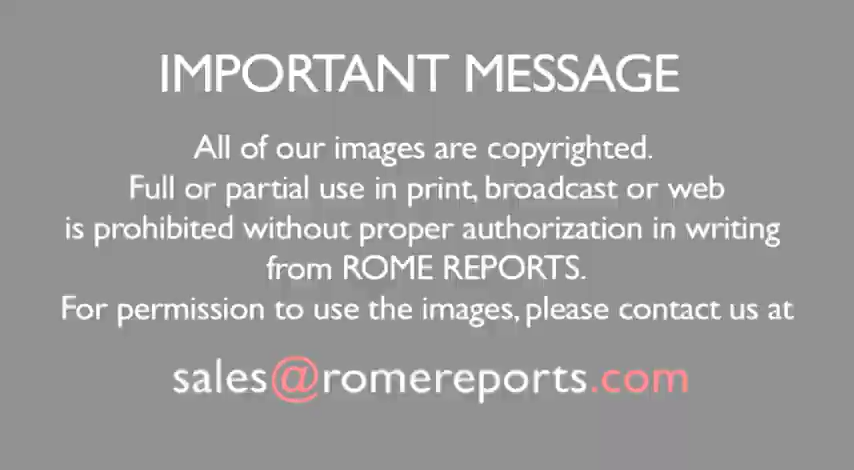 IMPORTANT MESSAGE
All of our images are copyrighted.
Full or partial use in print, broadcast or web
is prohibited without proper authorization in writing
from ROME REPORTS.
For permission to use the images, please contact us at
sales@romereports.com